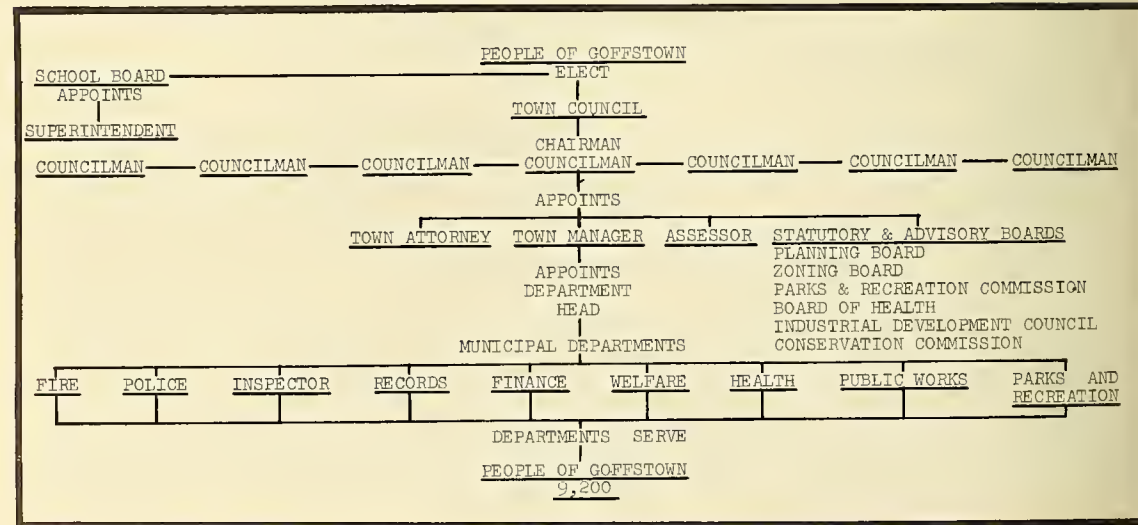 PEOPLE OF GOFFSTOWN
SCHOOL BOARD ELECT
APPOINTS
TOWN COUNCIL
SUPERINTENDENT
CHAIRMAN
COUNCILMAN COUNCILMAN COUNCILMAN COUNCILMAN COUNCILMAN COUNCILMAN COUNCILMAN
APPOINTS
TOWN ATTORNEY TOWN MANAGER ASSESSOR STATUTORY & ADVISORY BOARDS
PLANNING BOARD
APPOINTS ZONING BOARD
DEPARTMENT PARKS & RECREATION COMMISSION
HEAD BOARD OF HEALTH
INDUSTRIAL DEVELOPMENT COUNCIL
MUNICIPAL DEPARTMENTS CONSERVATION COMMISSION
FIRE POLICE INSPECTOR RECORDS FINANCE WELFARE HEALTH PUBLIC WORKS PARKS AND
RECREATION
DEPARTMENTS SERVE
PEOPLE OF GOFFSTOWN
9,200